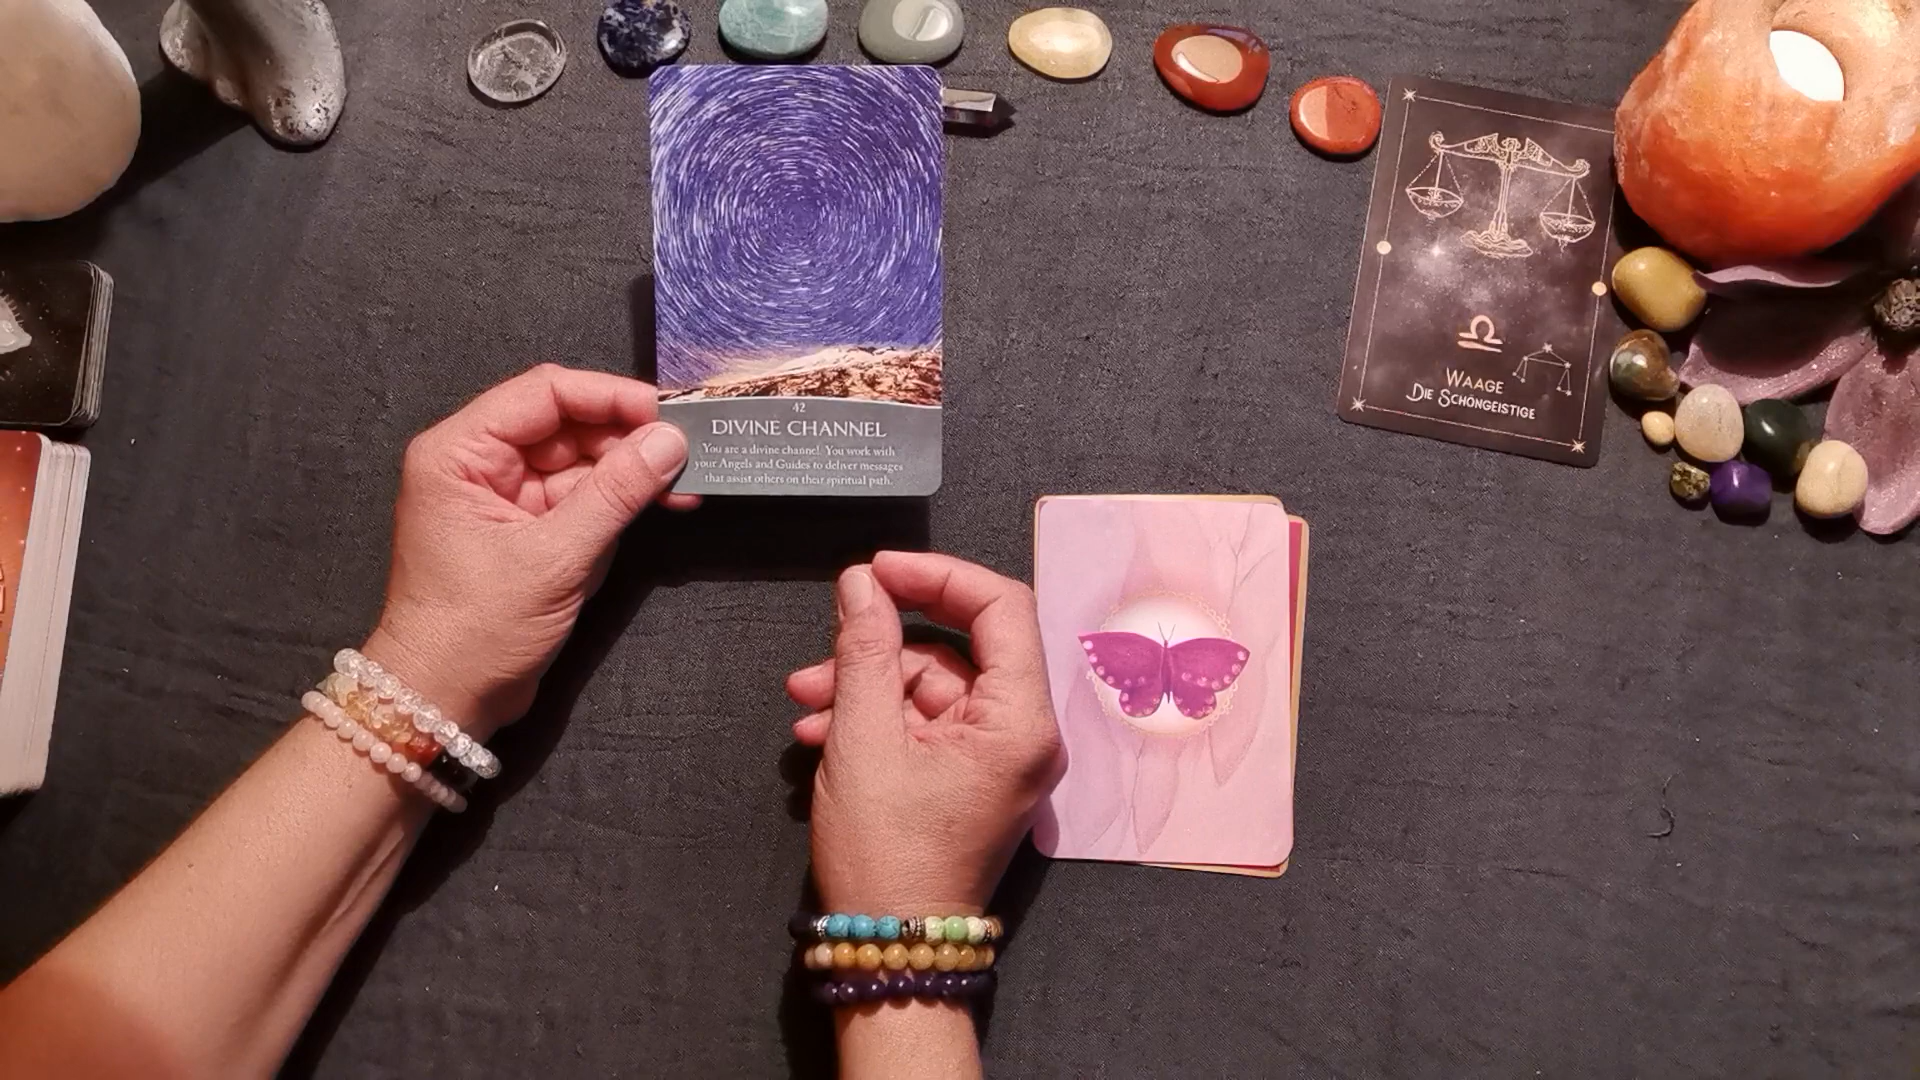 42
DIVINE CHANNEL
You are a divine channel. You work with
your Angels and Guides to deliver messages
that assist others on their spiritual path.
WAAGE
DIE SCHÖNGEISTIGE